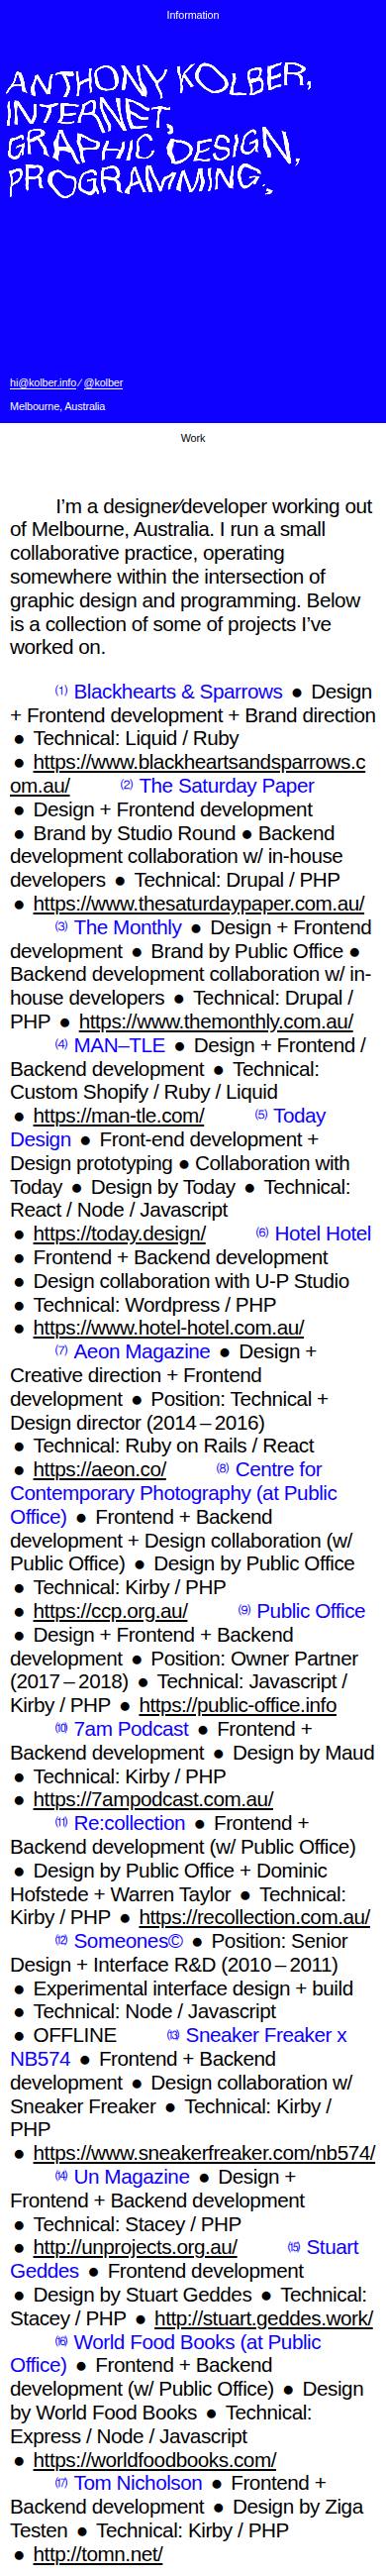 Information
ANTHONY KOLBER,
INTERNET,
GRAPHIC DESIGN,
PROGRAMMING.,
hi@kolber.info ⁄ @kolber
Melbourne, Australia
Work
I’m a designer⁄developer working out
of Melbourne, Australia. I run a small
collaborative practice, operating
somewhere within the intersection of
graphic design and programming. Below
is a collection of some of projects I’ve
worked on.
⑴ Blackhearts & Sparrows ● Design
+ Frontend development + Brand direction
● Technical: Liquid / Ruby
● https://www.blackheartsandsparrows.c
om.au/ ⑵ The Saturday Paper
● Design + Frontend development
● Brand by Studio Round ● Backend
development collaboration w/ in-house
developers ● Technical: Drupal / PHP
● https://www.thesaturdaypaper.com.au/
⑶ The Monthly ● Design + Frontend
development ● Brand by Public Office ●
Backend development collaboration w/ in-
house developers ● Technical: Drupal /
PHP ● https://www.themonthly.com.au/
⑷ MAN–TLE ● Design + Frontend /
Backend development ● Technical:
Custom Shopify / Ruby / Liquid
● https://man-tle.com/ ⑸ Today
Design ● Front-end development +
Design prototyping ● Collaboration with
Today ● Design by Today ● Technical:
React / Node / Javascript
● https://today.design/ ⑹ Hotel Hotel
● Frontend + Backend development
● Design collaboration with U-P Studio
● Technical: Wordpress / PHP
● https://www.hotel-hotel.com.au/
⑺ Aeon Magazine ● Design +
Creative direction + Frontend
development ● Position: Technical +
Design director (2014 – 2016)
● Technical: Ruby on Rails / React
● https://aeon.co/ ⑻ Centre for
Contemporary Photography (at Public
Office) ● Frontend + Backend
development + Design collaboration (w/
Public Office) ● Design by Public Office
● Technical: Kirby / PHP
● https://ccp.org.au/ ⑼ Public Office
● Design + Frontend + Backend
development ● Position: Owner Partner
(2017 – 2018) ● Technical: Javascript /
Kirby / PHP ● https://public-office.info
⑽ 7am Podcast ● Frontend +
Backend development ● Design by Maud
● Technical: Kirby / PHP
● https://7ampodcast.com.au/
⑾ Re:collection ● Frontend +
Backend development (w/ Public Office)
● Design by Public Office + Dominic
Hofstede + Warren Taylor ● Technical:
Kirby / PHP ● https://recollection.com.au/
⑿ Someones© ● Position: Senior
Design + Interface R&D (2010 – 2011)
● Experimental interface design + build
● Technical: Node / Javascript
● OFFLINE ⒀ Sneaker Freaker x
NB574 ● Frontend + Backend
development ● Design collaboration w/
Sneaker Freaker ● Technical: Kirby /
PHP
● https://www.sneakerfreaker.com/nb574/
⒁ Un Magazine ● Design +
Frontend + Backend development
● Technical: Stacey / PHP
● http://unprojects.org.au/ ⒂ Stuart
Geddes ● Frontend development
● Design by Stuart Geddes ● Technical:
Stacey / PHP ● http://stuart.geddes.work/
⒃ World Food Books (at Public
Office) ● Frontend + Backend
development (w/ Public Office) ● Design
by World Food Books ● Technical:
Express / Node / Javascript
● https://worldfoodbooks.com/
⒄ Tom Nicholson ● Frontend +
Backend development ● Design by Ziga
Testen ● Technical: Kirby / PHP
● http://tomn.net/